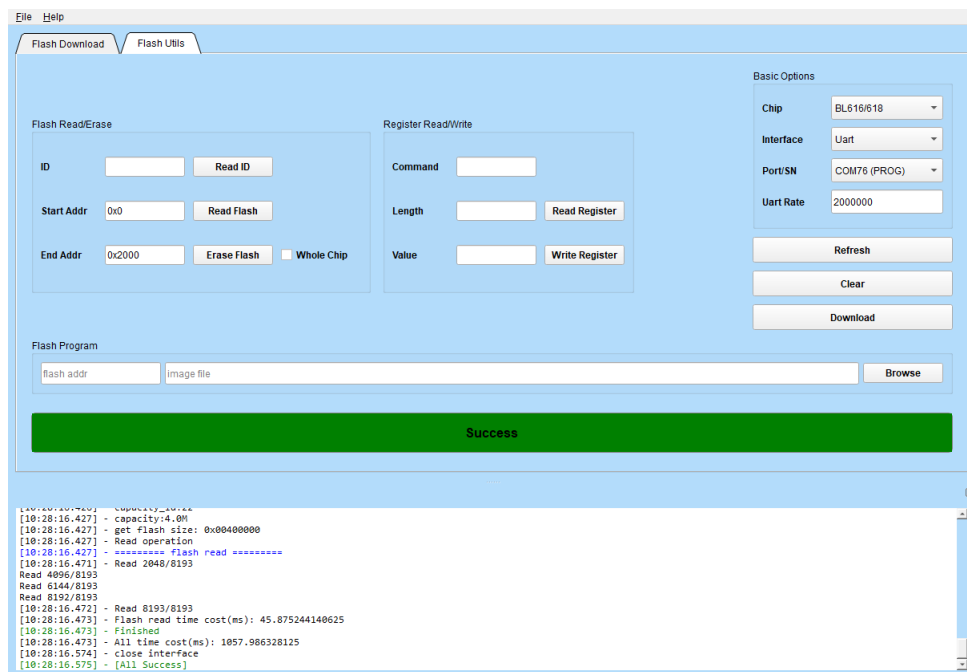 File Help
Flash Download Flash Utils
Basic Options
Chip BL616/618
Interface Uart
Port/SN COM76 (PROG)
Uart Rate 2000000
Flash Read/Erase
ID Read ID
Start Addr 0x0 Read Flash
End Addr 0x2000 Erase Flash Whole Chip
Register Read/Write
Command
Length Read Register
Value Write Register
Refresh
Clear
Download
Flash Program
flash addr image file Browse
Success
[10:28:16.427] - capacity:4.0M
[10:28:16.427] - get flash size: 0x00400000
[10:28:16.427] - Read operation
[10:28:16.427] - ========= flash read =========
[10:28:16.471] - Read 2048/8193
Read 4096/8193
Read 6144/8193
Read 8192/8193
[10:28:16.472] - Read 8193/8193
[10:28:16.473] - Flash read time cost(ms): 45.875244140625
[10:28:16.473] - Finished
[10:28:16.473] - All time cost(ms): 1057.986328125
[10:28:16.574] - close interface
[10:28:16.575] - [All Success]